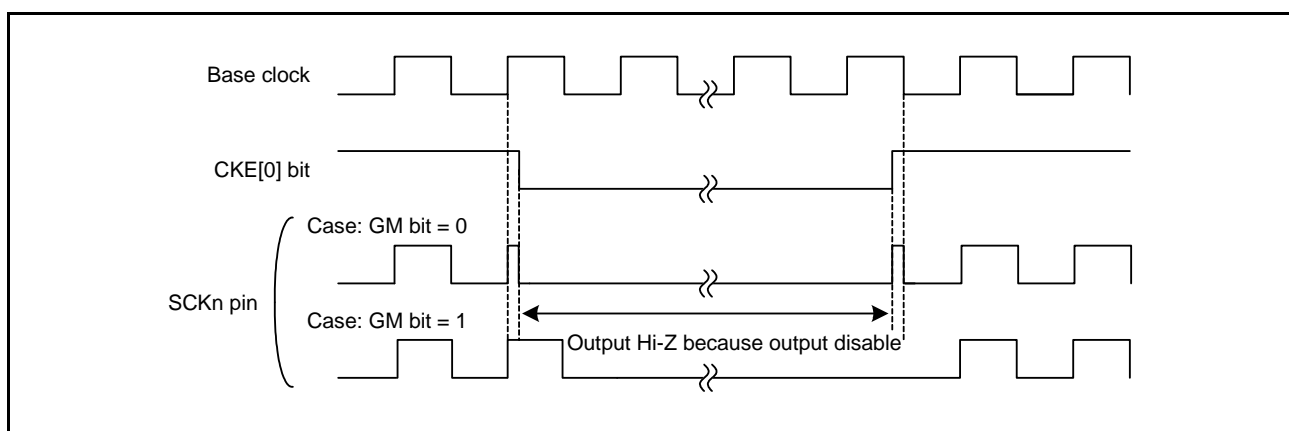 Base clock
CKE[0] bit
Case: GM bit = 0
SCKn pin
Case: GM bit = 1
Output Hi-Z because output disable